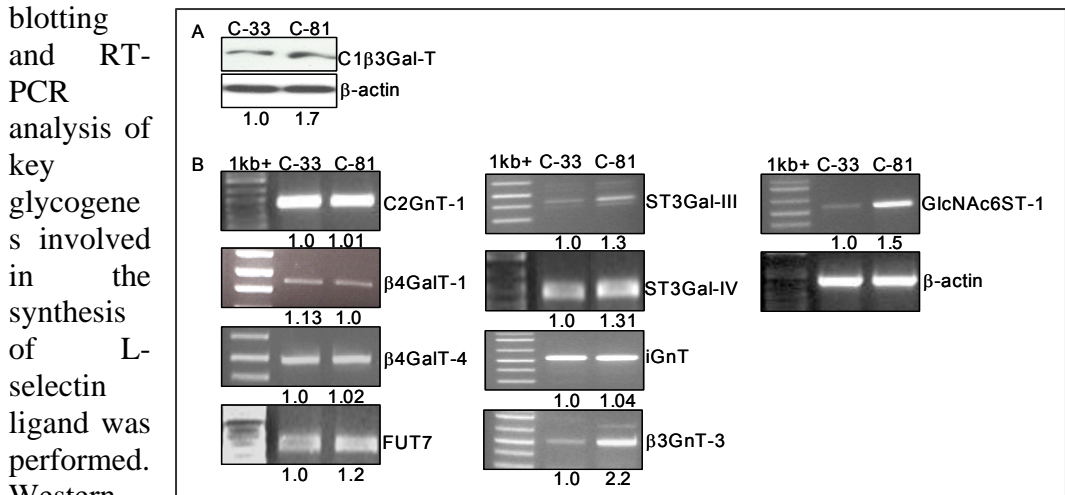 blotting
and RT-
PCR
analysis of
key
glycogene
s involved
in the
synthesis
of L-
selectin
ligand was
performed.
Western
A C-33 C-81
C1β3Gal-T
β-actin
1.0 1.7
B 1kb+ C-33 C-81
C2GnT-1
1.0 1.01
β4GalT-1
1.13 1.0
β4GalT-4
1.0 1.02
FUT7
1.0 1.2
1kb+ C-33 C-81
ST3Gal-III
1.0 1.3
ST3Gal-IV
1.0 1.31
iGnT
1.0 1.04
β3GnT-3
1.0 2.2
1kb+ C-33 C-81
GlcNAc6ST-1
1.0 1.5
β-actin